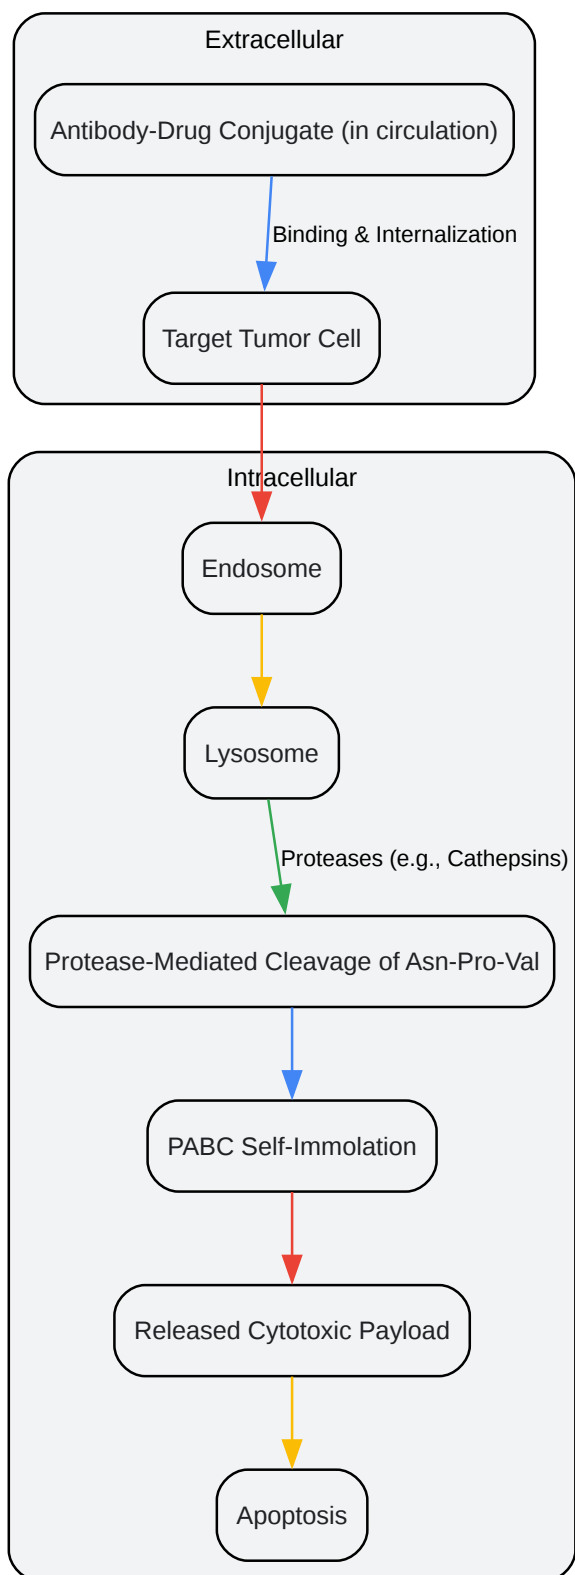 Extracellular
Antibody-Drug Conjugate (in circulation)
Binding & Internalization
Target Tumor Cell
Intracellular
Endosome
Lysosome
Proteases (e.g., Cathepsins)
Protease-Mediated Cleavage of Asn-Pro-Val
PABC Self-Immolation
Released Cytotoxic Payload
Apoptosis